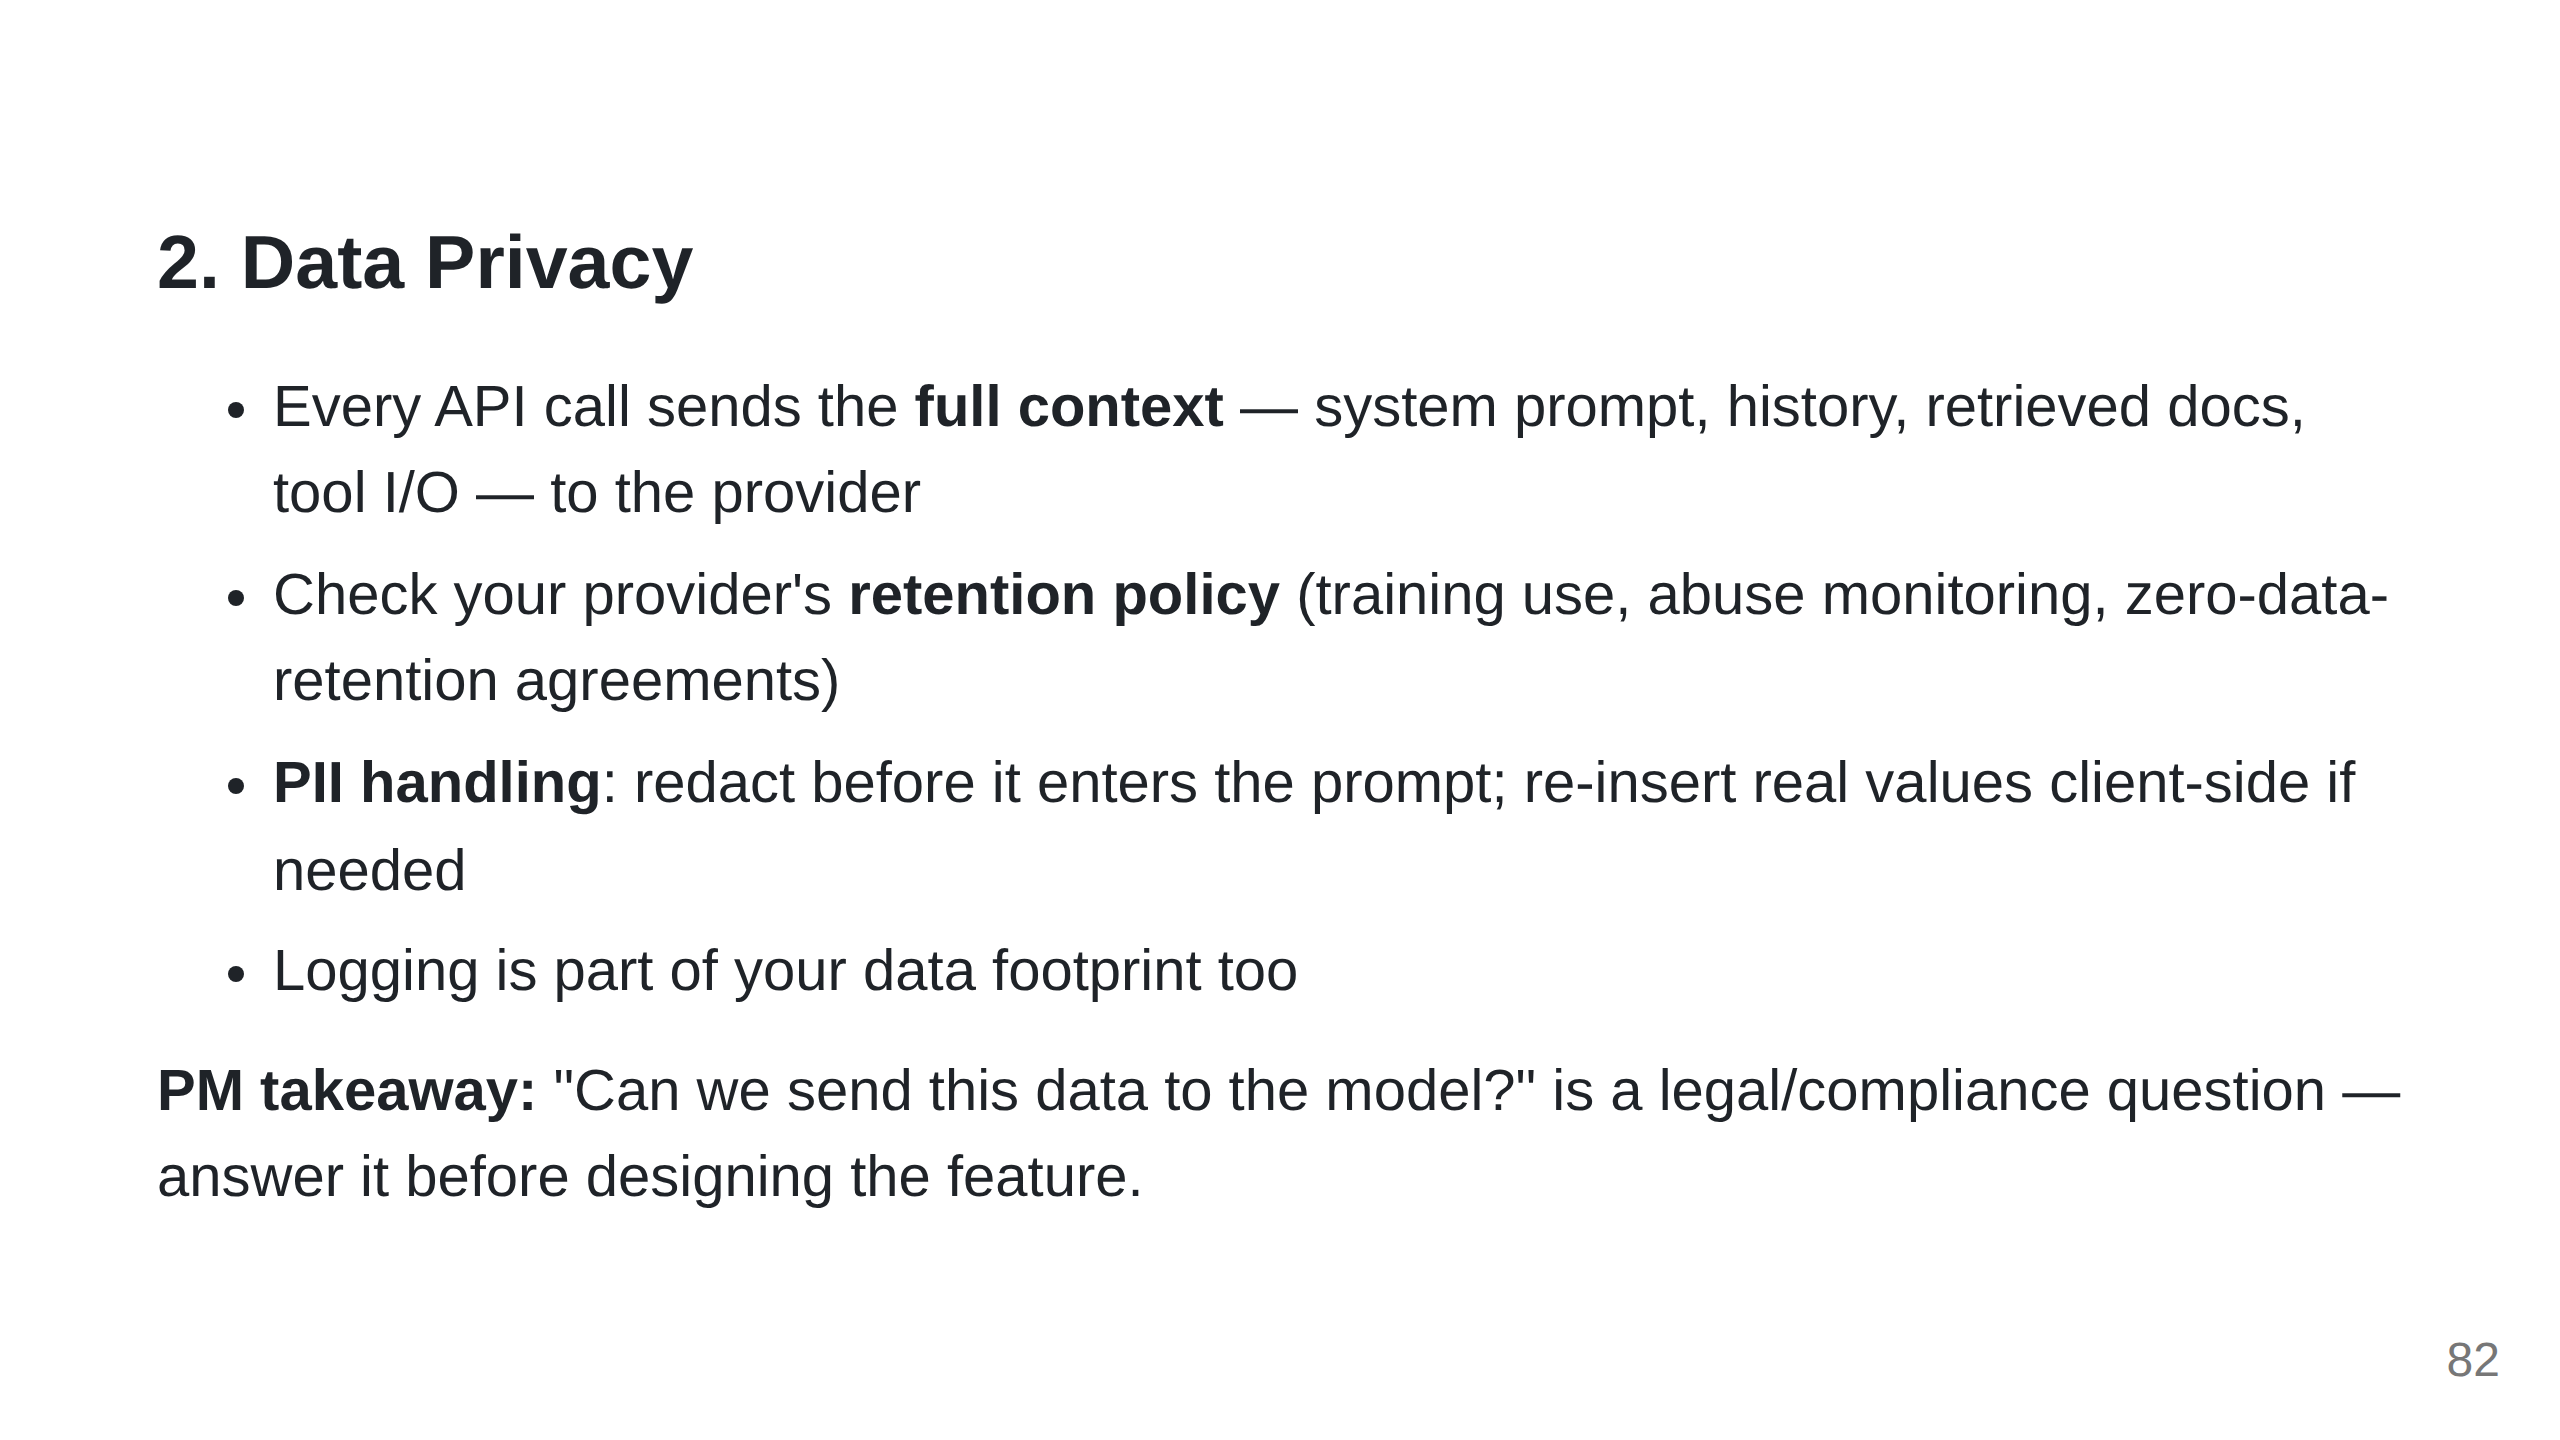 2. Data Privacy
• Every API call sends the full context — system prompt, history, retrieved docs,
tool I/O — to the provider
• Check your provider's retention policy (training use, abuse monitoring, zero-data-
retention agreements)
• PII handling: redact before it enters the prompt; re-insert real values client-side if
needed
• Logging is part of your data footprint too
PM takeaway: "Can we send this data to the model?" is a legal/compliance question —
answer it before designing the feature.
82